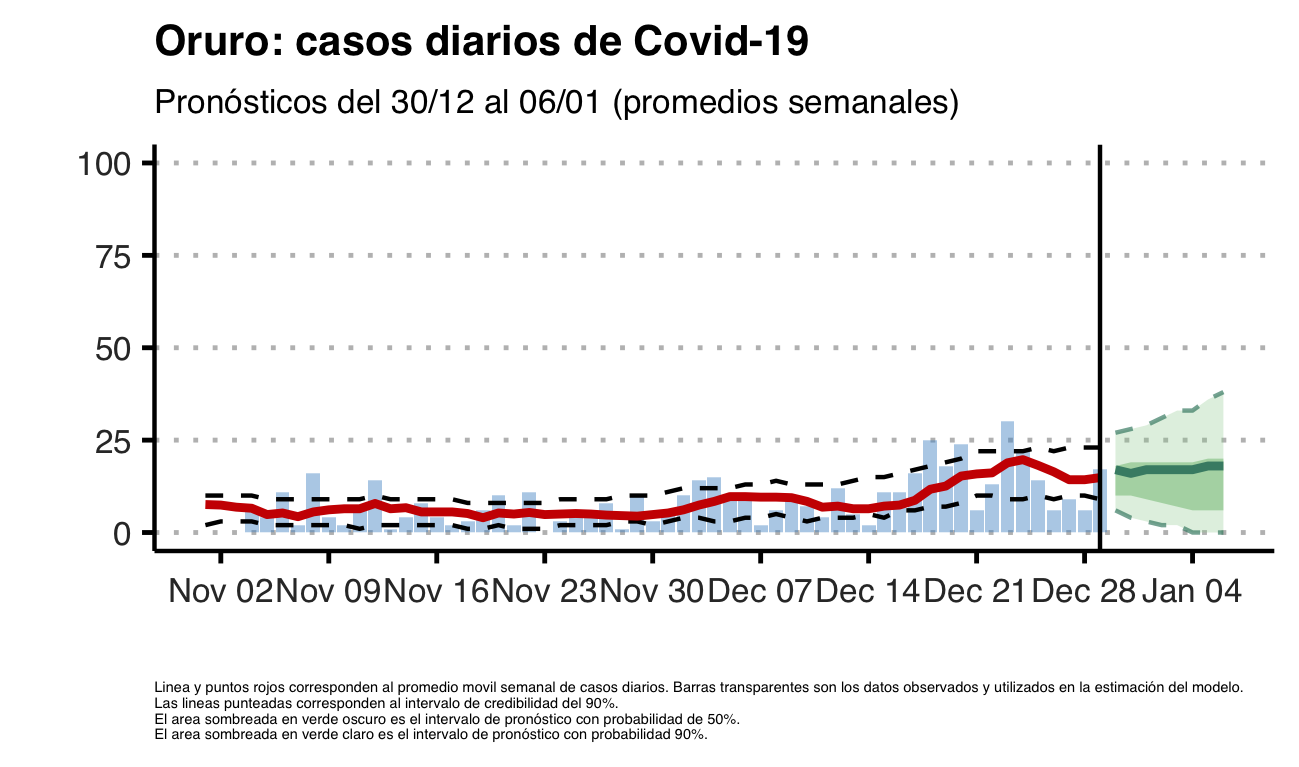 Oruro: casos diarios de Covid-19
Pronósticos del 30/12 al 06/01 (promedios semanales)
100
75
50
25
0
Nov 02 Nov 09 Nov 16 Nov 23 Nov 30 Dec 07 Dec 14 Dec 21 Dec 28 Jan 04
Linea y puntos rojos corresponden al promedio movil semanal de casos diarios. Barras transparentes son los datos observados y utilizados en la estimación del modelo.
Las lineas punteadas corresponden al intervalo de credibilidad del 90%.
El area sombreada en verde oscuro es el intervalo de pronóstico con probabilidad de 50%.
El area sombreada en verde claro es el intervalo de pronóstico con probabilidad 90%.